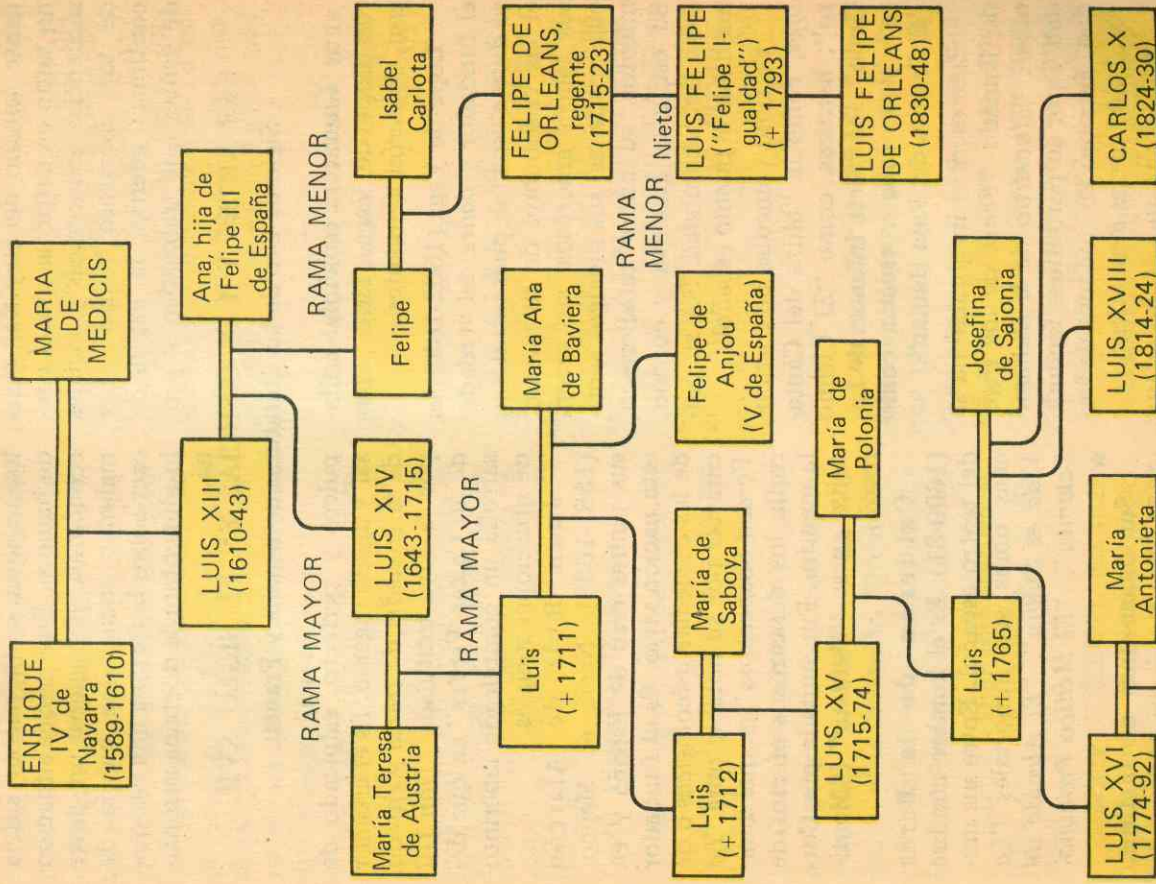 ENRIQUE
IV de
Navarra
(1589-1610)
MARIA
DE
MEDICIS
LUIS XIII
(1610-43)
Ana, hija de
Felipe III
de España
RAMA MAYOR
RAMA MENOR
María Teresa
de Austria
LUIS XIV
(1643-1715)
Felipe
Isabel
Carlota
RAMA MAYOR
Luis
(+ 1711)
María Ana
de Baviera
FELIPE DE
ORLEANS,
regente
(1715-23)
RAMA
MENOR
Nieto
Luis
(+ 1712)
María de
Saboya
Felipe de
Anjou
(V de España)
LUIS FELIPE
("Felipe I-
gualdad")
(+ 1793)
LUIS XV
(1715-74)
María de
Polonia
LUIS FELIPE
DE ORLEANS
(1830-48)
Luis
(+ 1765)
Josefina
de Sajonia
LUIS XVI
(1774-92)
María
Antonieta
LUIS XVIII
(1814-24)
CARLOS X
(1824-30)